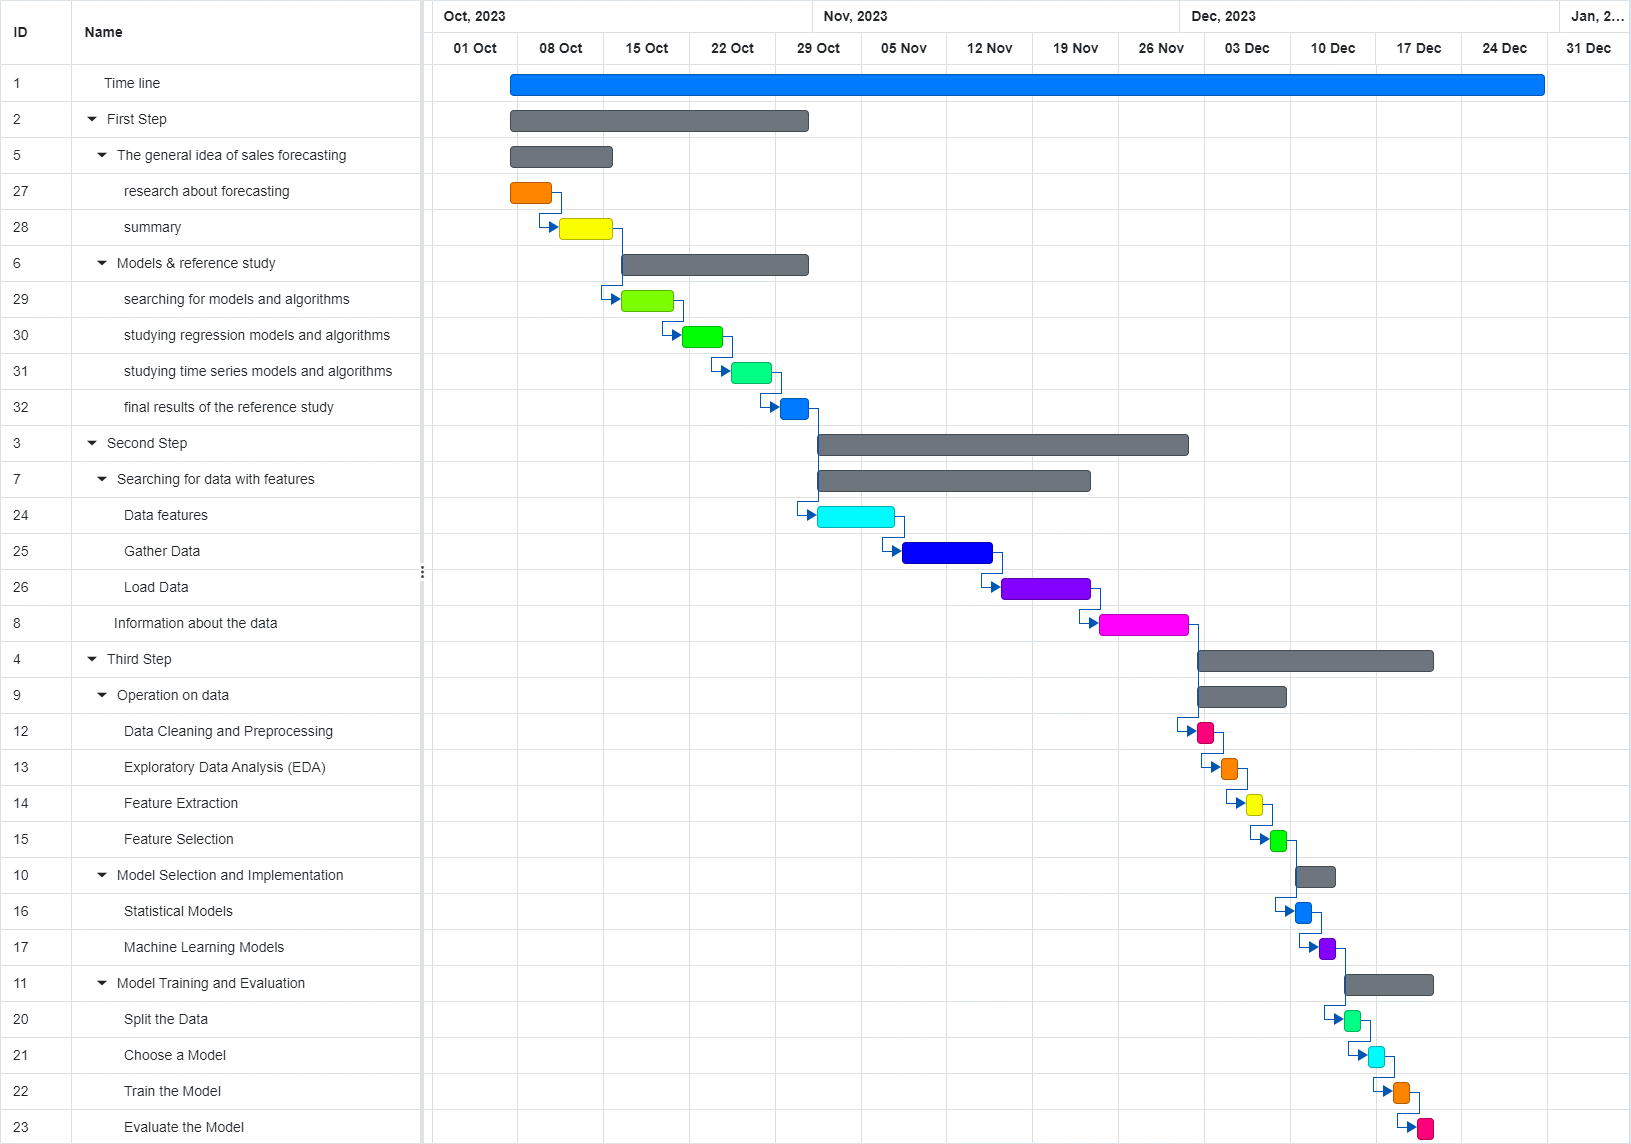 ID Name Oct, 2023 Nov, 2023 Dec, 2023 Jan, 2...
01 Oct 08 Oct 15 Oct 22 Oct 29 Oct 05 Nov 12 Nov 19 Nov 26 Nov 03 Dec 10 Dec 17 Dec 24 Dec 31 Dec
1 Time line
2 First Step
5 The general idea of sales forecasting
27 research about forecasting
28 summary
6 Models & reference study
29 searching for models and algorithms
30 studying regression models and algorithms
31 studying time series models and algorithms
32 final results of the reference study
3 Second Step
7 Searching for data with features
24 Data features
25 Gather Data
26 Load Data
8 Information about the data
4 Third Step
9 Operation on data
12 Data Cleaning and Preprocessing
13 Exploratory Data Analysis (EDA)
14 Feature Extraction
15 Feature Selection
10 Model Selection and Implementation
16 Statistical Models
17 Machine Learning Models
11 Model Training and Evaluation
20 Split the Data
21 Choose a Model
22 Train the Model
23 Evaluate the Model